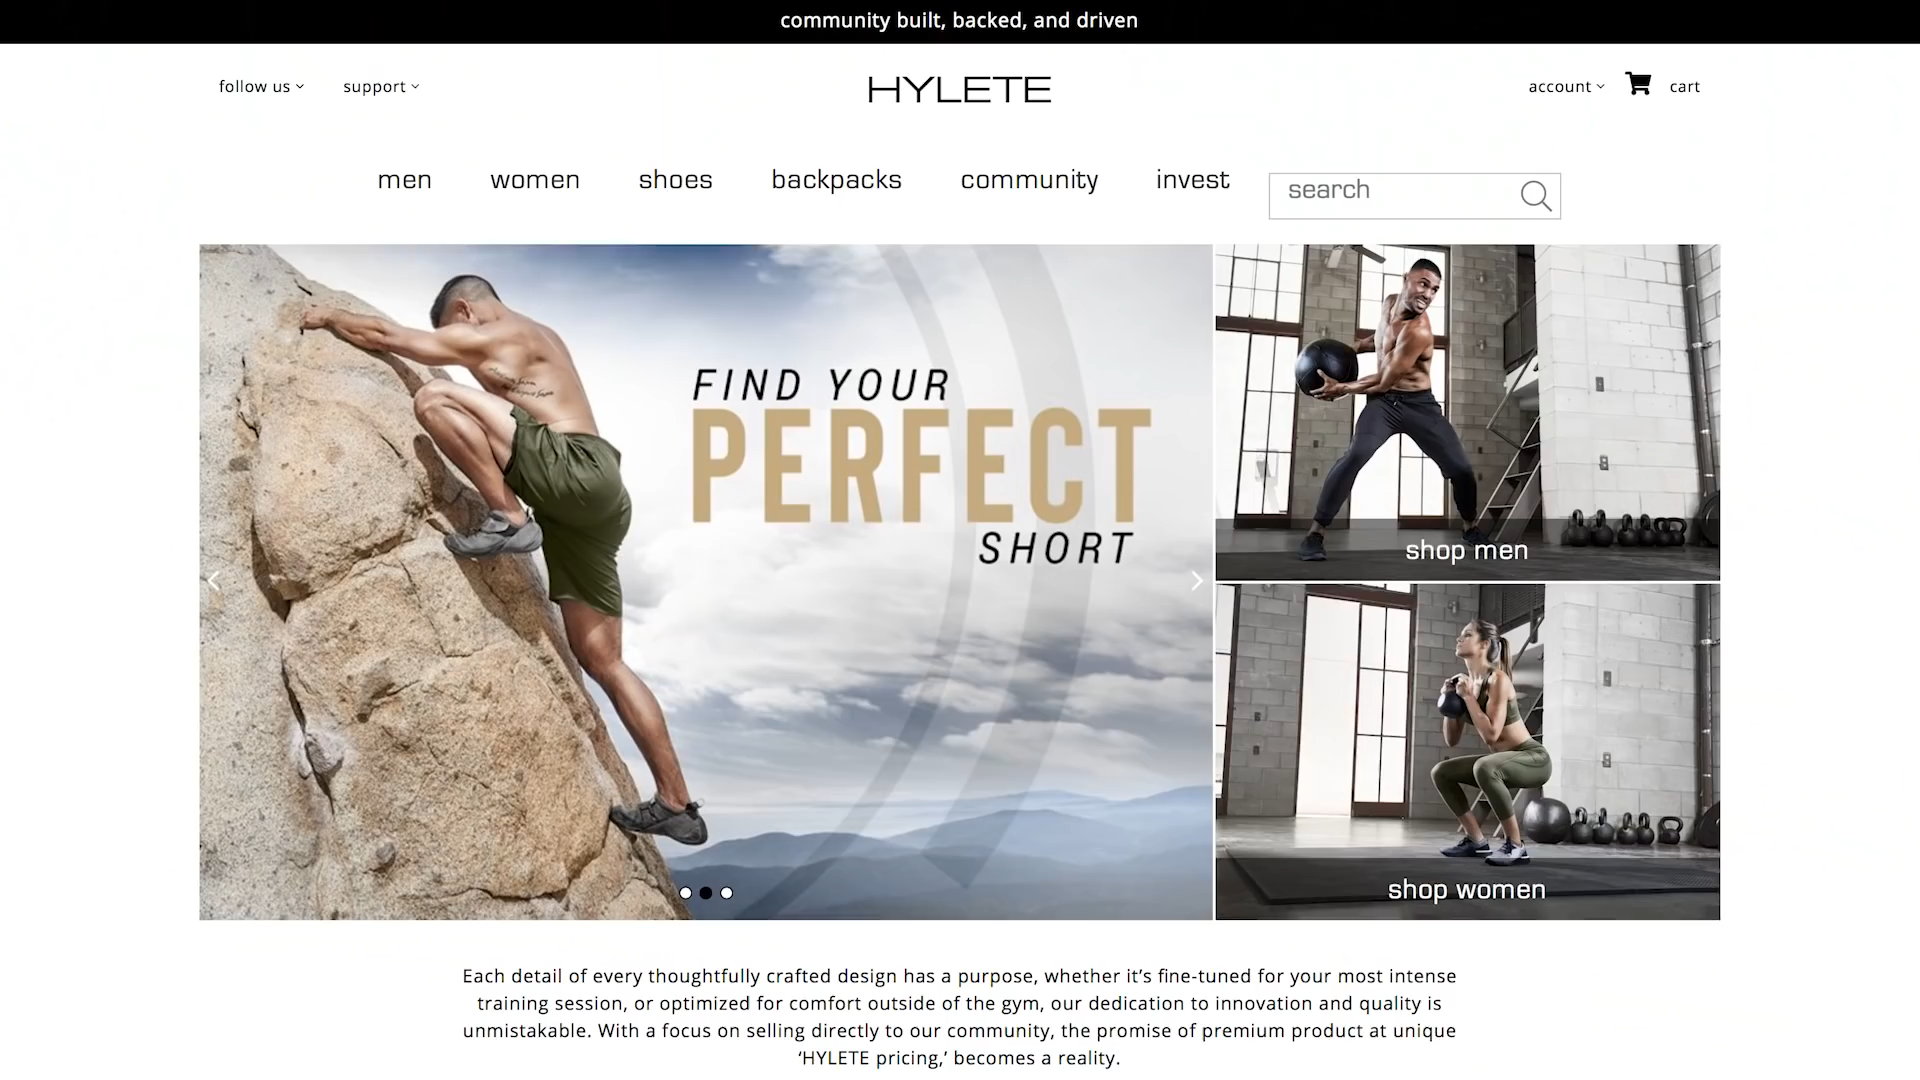 community built, backed, and driven
follow us
support
HYLETE
account
cart
men
women
shoes
backpacks
community
invest
search
FIND YOUR
PERFECT
SHORT
shop men
shop women
Each detail of every thoughtfully crafted design has a purpose, whether it’s fine-tuned for your most intense
training session, or optimized for comfort outside of the gym, our dedication to innovation and quality is
unmistakable. With a focus on selling directly to our community, the promise of premium product at unique
‘HYLETE pricing,’ becomes a reality.